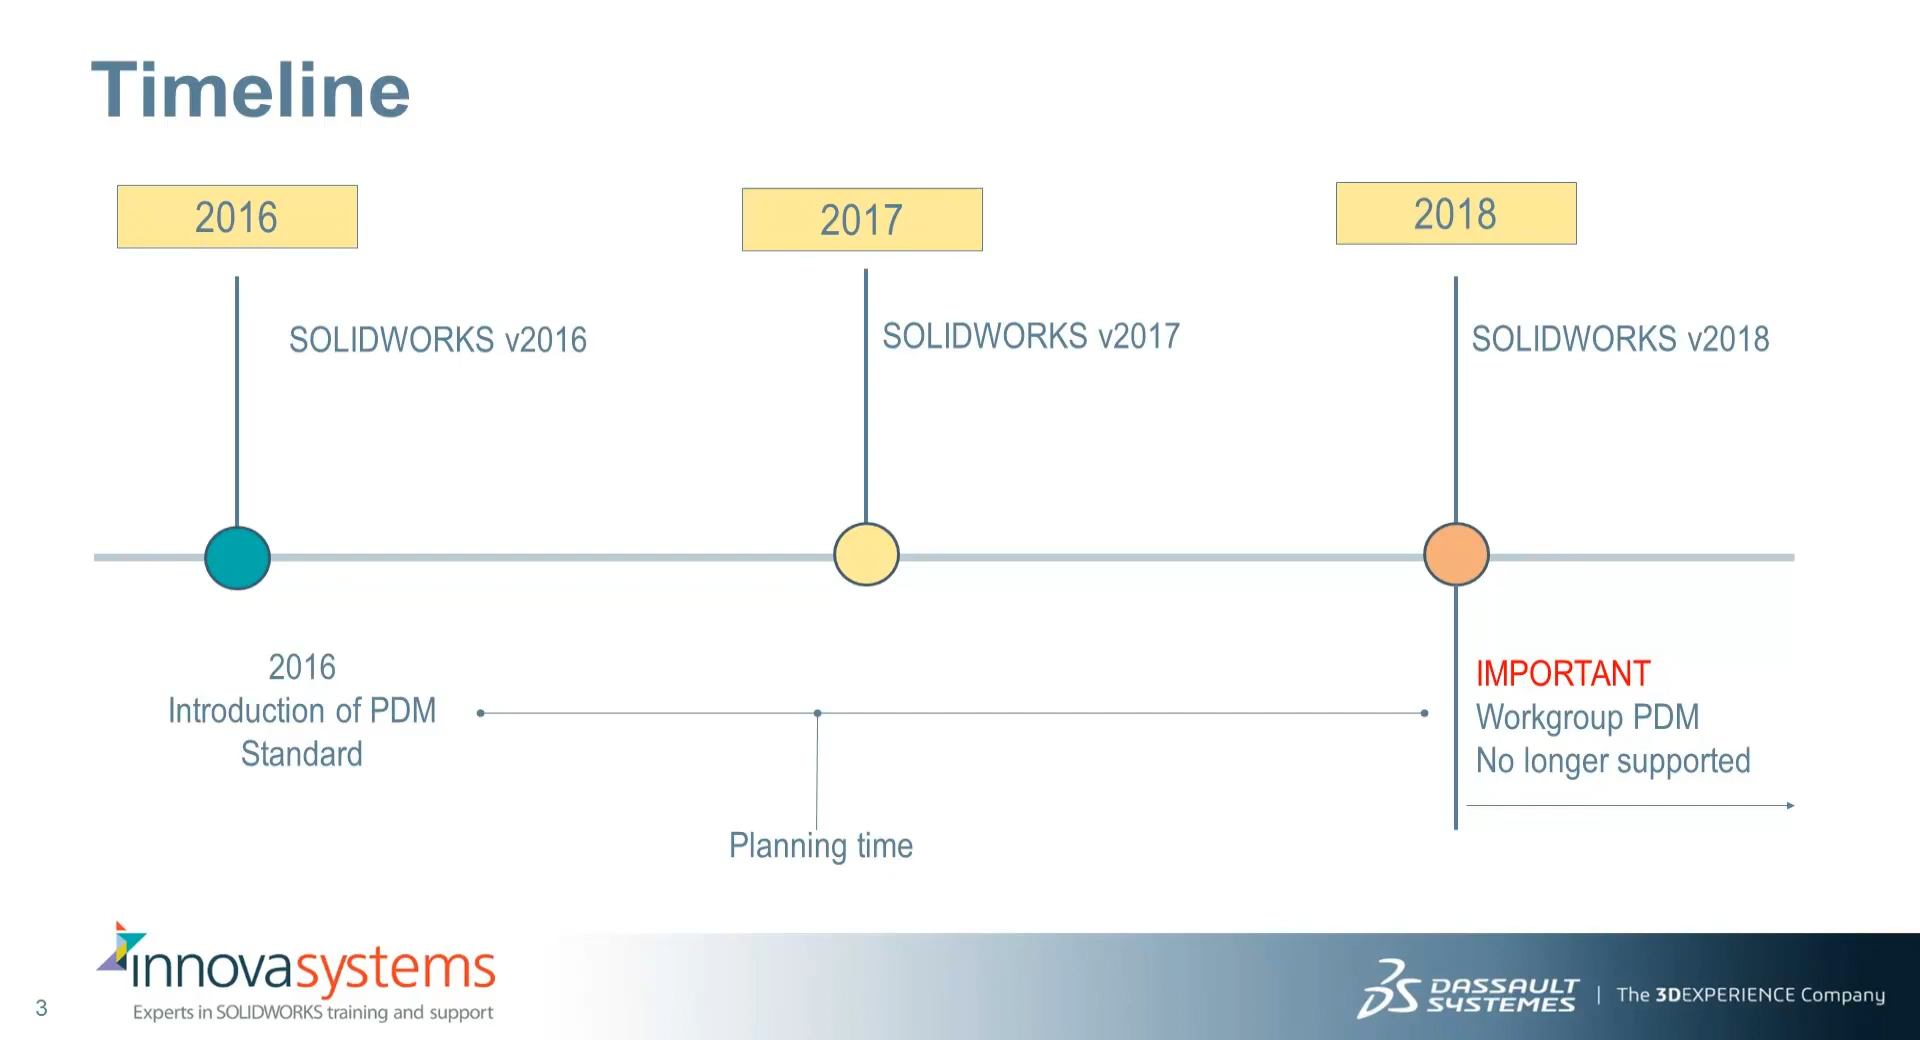 Timeline
2016
2017
2018
SOLIDWORKS v2016
SOLIDWORKS v2017
SOLIDWORKS v2018
2016
Introduction of PDM
Standard
Planning time
IMPORTANT
Workgroup PDM
No longer supported
3
innovasystems
Experts in SOLIDWORKS training and support
DASSAULT
SYSTEMES
The 3DEXPERIENCE Company